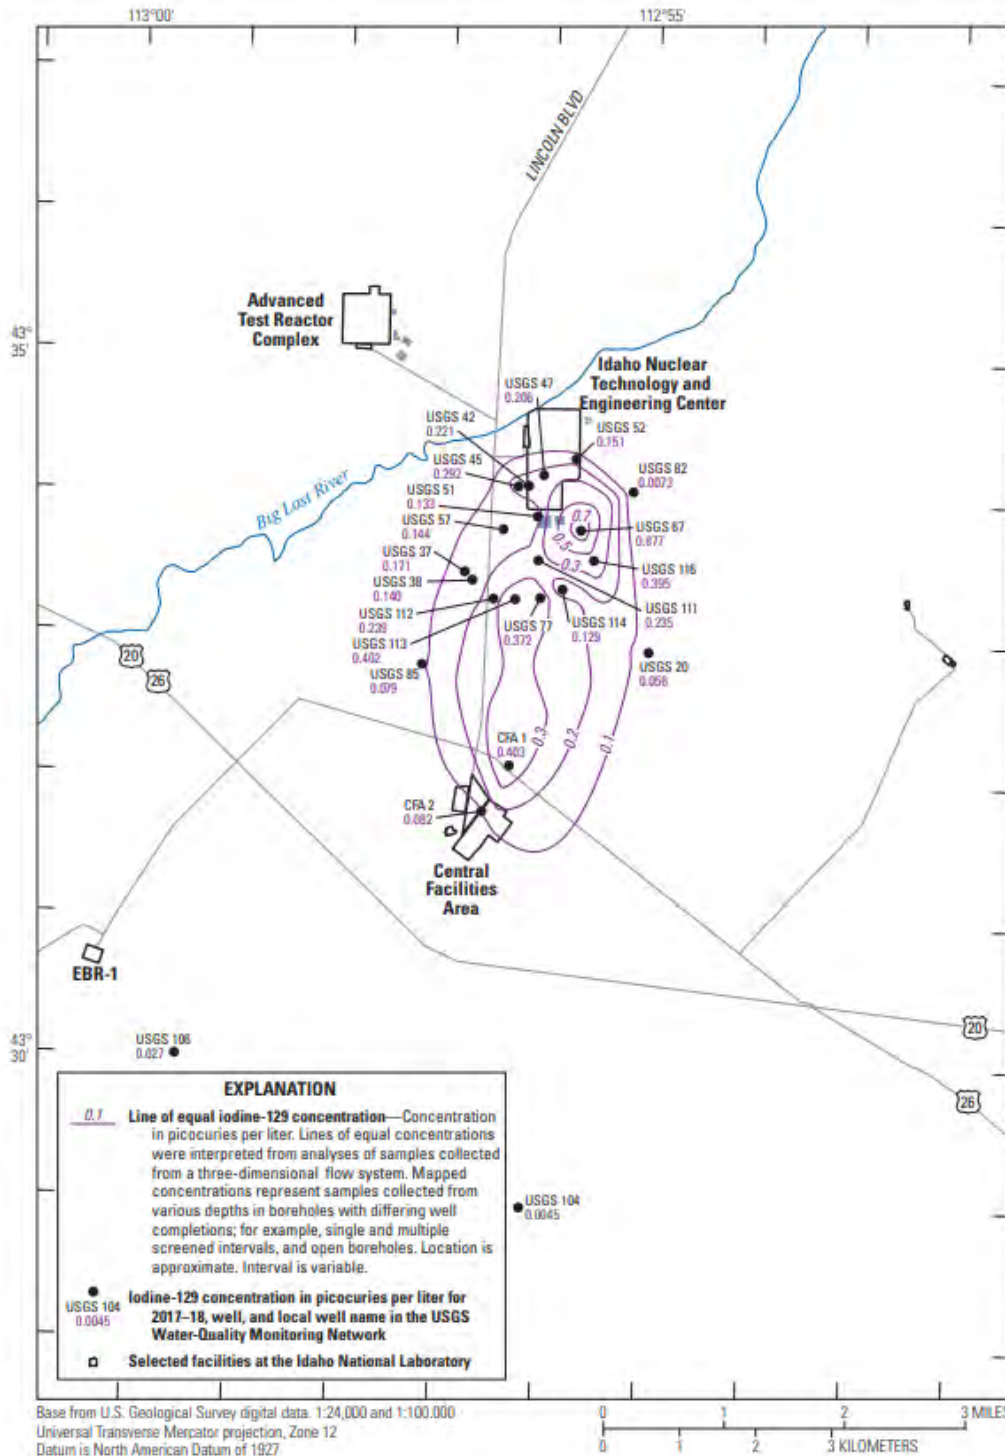 113°00'
112°55'
LINCOLN BLVD
Advanced
Test Reactor
Complex
43°
35'
Idaho Nuclear
Technology and
Engineering Center
USGS 47
0.206
USGS 42
0.221
USGS 52
0.151
USGS 45
0.292
USGS 82
0.0073
Big Lost River
USGS 51
0.133
USGS 57
0.144
0.7
USGS 67
0.877
0.5
USGS 37
0.171
0.3
USGS 116
0.395
USGS 38
0.140
USGS 112
0.239
USGS 111
0.235
USGS 77
0.372
USGS 114
0.129
USGS 113
0.402
USGS 85
0.079
USGS 20
0.056
20
26
CFA 1
0.403
0.3
0.2
0.1
CFA 2
0.082
Central
Facilities
Area
EBR-1
20
26
43°
30'
USGS 106
0.027
USGS 104
0.0045
EXPLANATION
0.1 Line of equal iodine-129 concentration—Concentration
in picocuries per liter. Lines of equal concentrations
were interpreted from analyses of samples collected
from a three-dimensional flow system. Mapped
concentrations represent samples collected from
various depths in boreholes with differing well
completions; for example, single and multiple
screened intervals, and open boreholes. Location is
approximate. Interval is variable.
USGS 104
0.0045
Iodine-129 concentration in picocuries per liter for
2017–18, well, and local well name in the USGS
Water-Quality Monitoring Network
Selected facilities at the Idaho National Laboratory
Base from U.S. Geological Survey digital data. 1:24,000 and 1:100.000
Universal Transverse Mercator projection, Zone 12
Datum is North American Datum of 1927
0 1 2 3 MILES
0 1 2 3 KILOMETERS